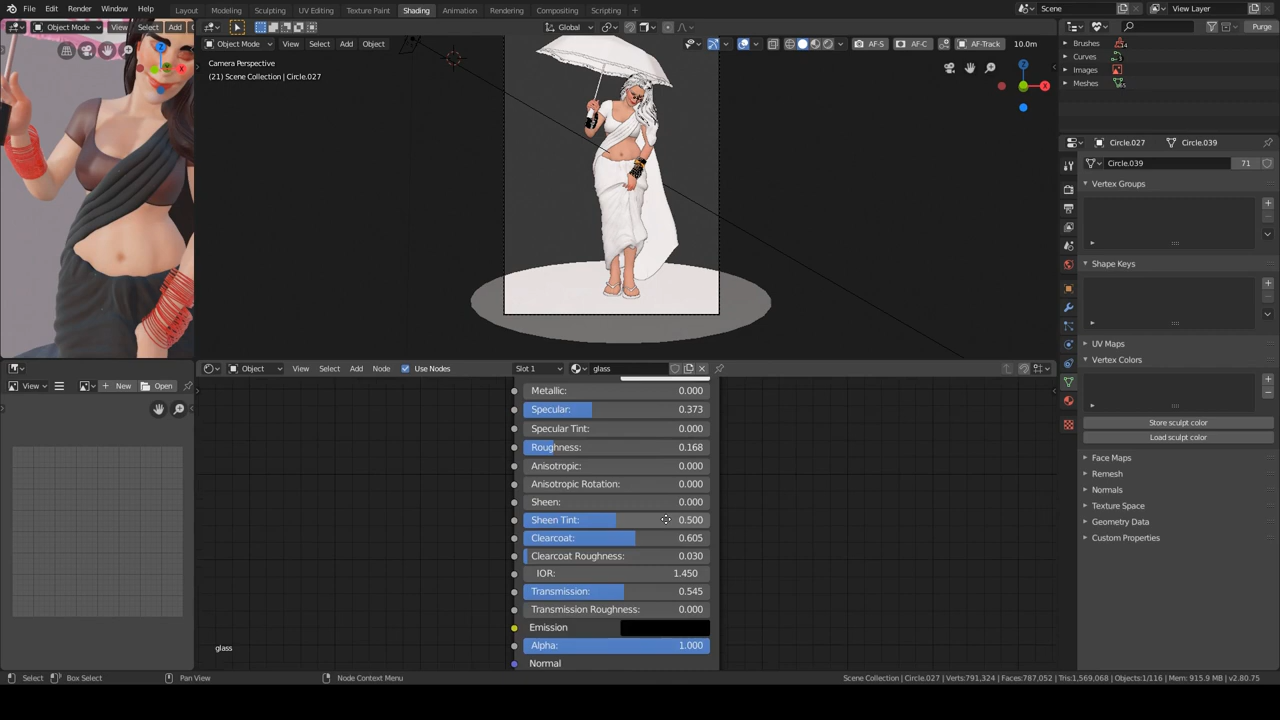 File Edit Render Window Help
Layout Modeling Sculpting UV Editing Texture Paint Shading Animation Rendering Compositing Scripting
Scene
View Layer
Object Mode View Select Add
Object Mode View Select Add Object
Global
AF-S AF-C AF-Track 10.0m
Camera Perspective
(21) Scene Collection | Circle.027
Z
X
Purge
Brushes
Curves
Images
Meshes
Circle.027 Circle.039
Circle.039 71
Vertex Groups
Shape Keys
UV Maps
Vertex Colors
Store sculpt color
Load sculpt color
Face Maps
Remesh
Normals
Texture Space
Geometry Data
Custom Properties
View New Open
Object View Select Add Node Use Nodes Slot 1 glass
Metallic: 0.000
Specular: 0.373
Specular Tint: 0.000
Roughness: 0.168
Anisotropic: 0.000
Anisotropic Rotation: 0.000
Sheen: 0.000
Sheen Tint: 0.500
Clearcoat: 0.605
Clearcoat Roughness: 0.030
IOR: 1.450
Transmission: 0.545
Transmission Roughness: 0.000
Emission
Alpha: 1.000
Normal
glass
Select Box Select Pan View Node Context Menu
Scene Collection | Circle.027 | Verts:791,324 | Faces:787,052 | Tris:1,569,068 | Objects:1/116 | Mem: 915.9 MB | v2.80.75